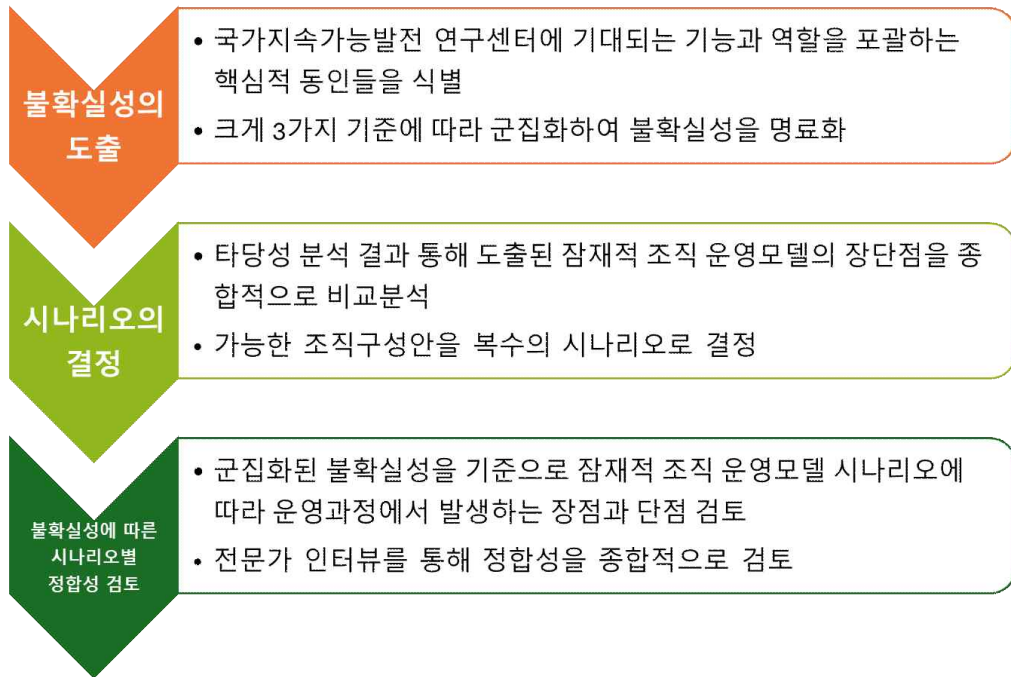 불확실성의
도출
• 국가지속가능발전 연구센터에 기대되는 기능과 역할을 포괄하는
핵심적 동인들을 식별
• 크게 3가지 기준에 따라 군집화하여 불확실성을 명료화
시나리오의
결정
• 타당성 분석 결과 통해 도출된 잠재적 조직 운영모델의 장단점을 종
합적으로 비교분석
• 가능한 조직구성안을 복수의 시나리오로 결정
불확실성에 따른
시나리오별
정합성 검토
• 군집화된 불확실성을 기준으로 잠재적 조직 운영모델 시나리오에
따라 운영과정에서 발생하는 장점과 단점 검토
• 전문가 인터뷰를 통해 정합성을 종합적으로 검토